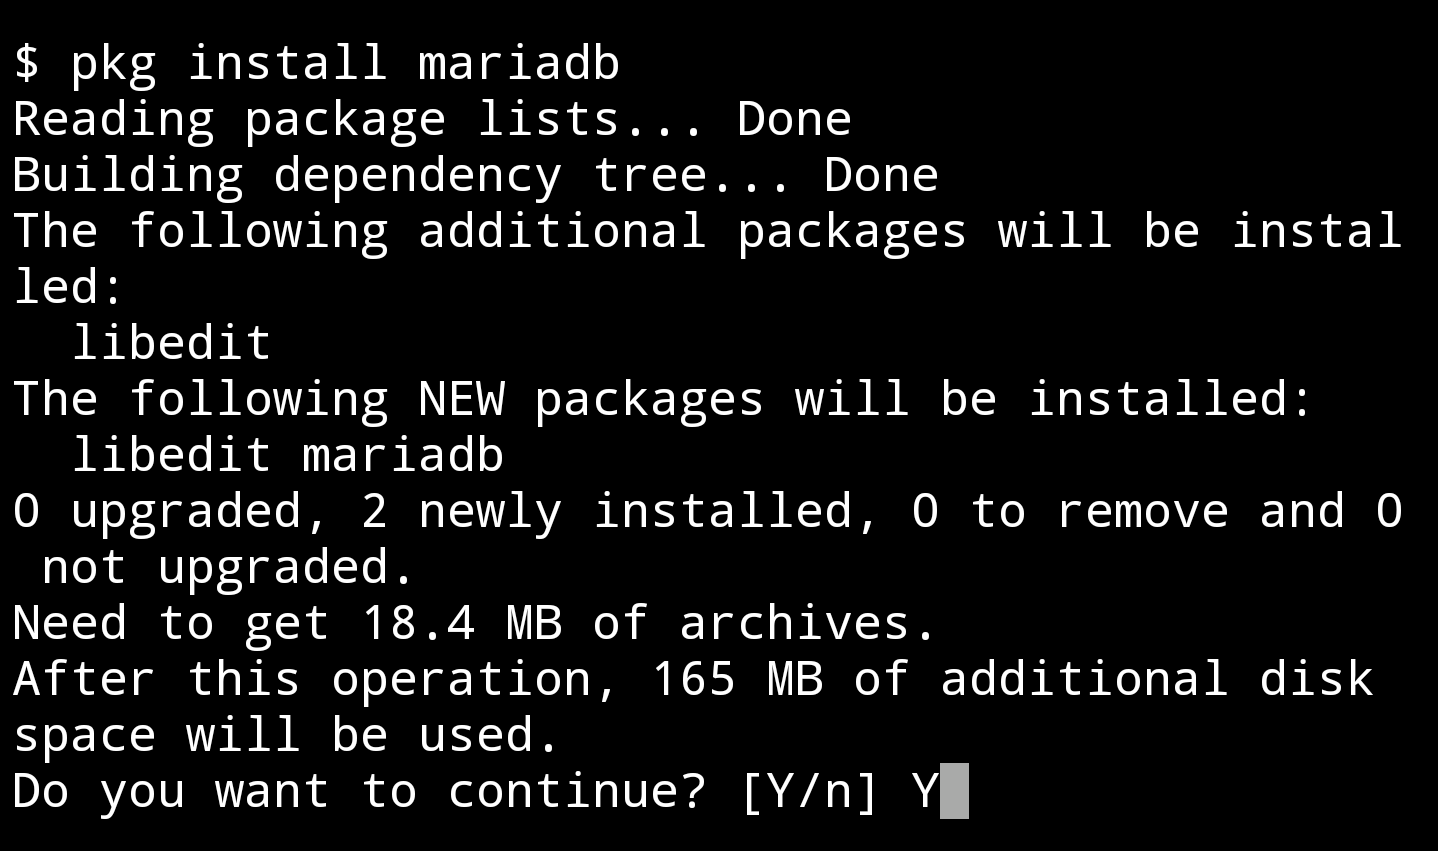 $ pkg install mariadb
Reading package lists... Done
Building dependency tree... Done
The following additional packages will be instal
led:
  libedit
The following NEW packages will be installed:
  libedit mariadb
0 upgraded, 2 newly installed, 0 to remove and 0
 not upgraded.
Need to get 18.4 MB of archives.
After this operation, 165 MB of additional disk
space will be used.
Do you want to continue? [Y/n] Y